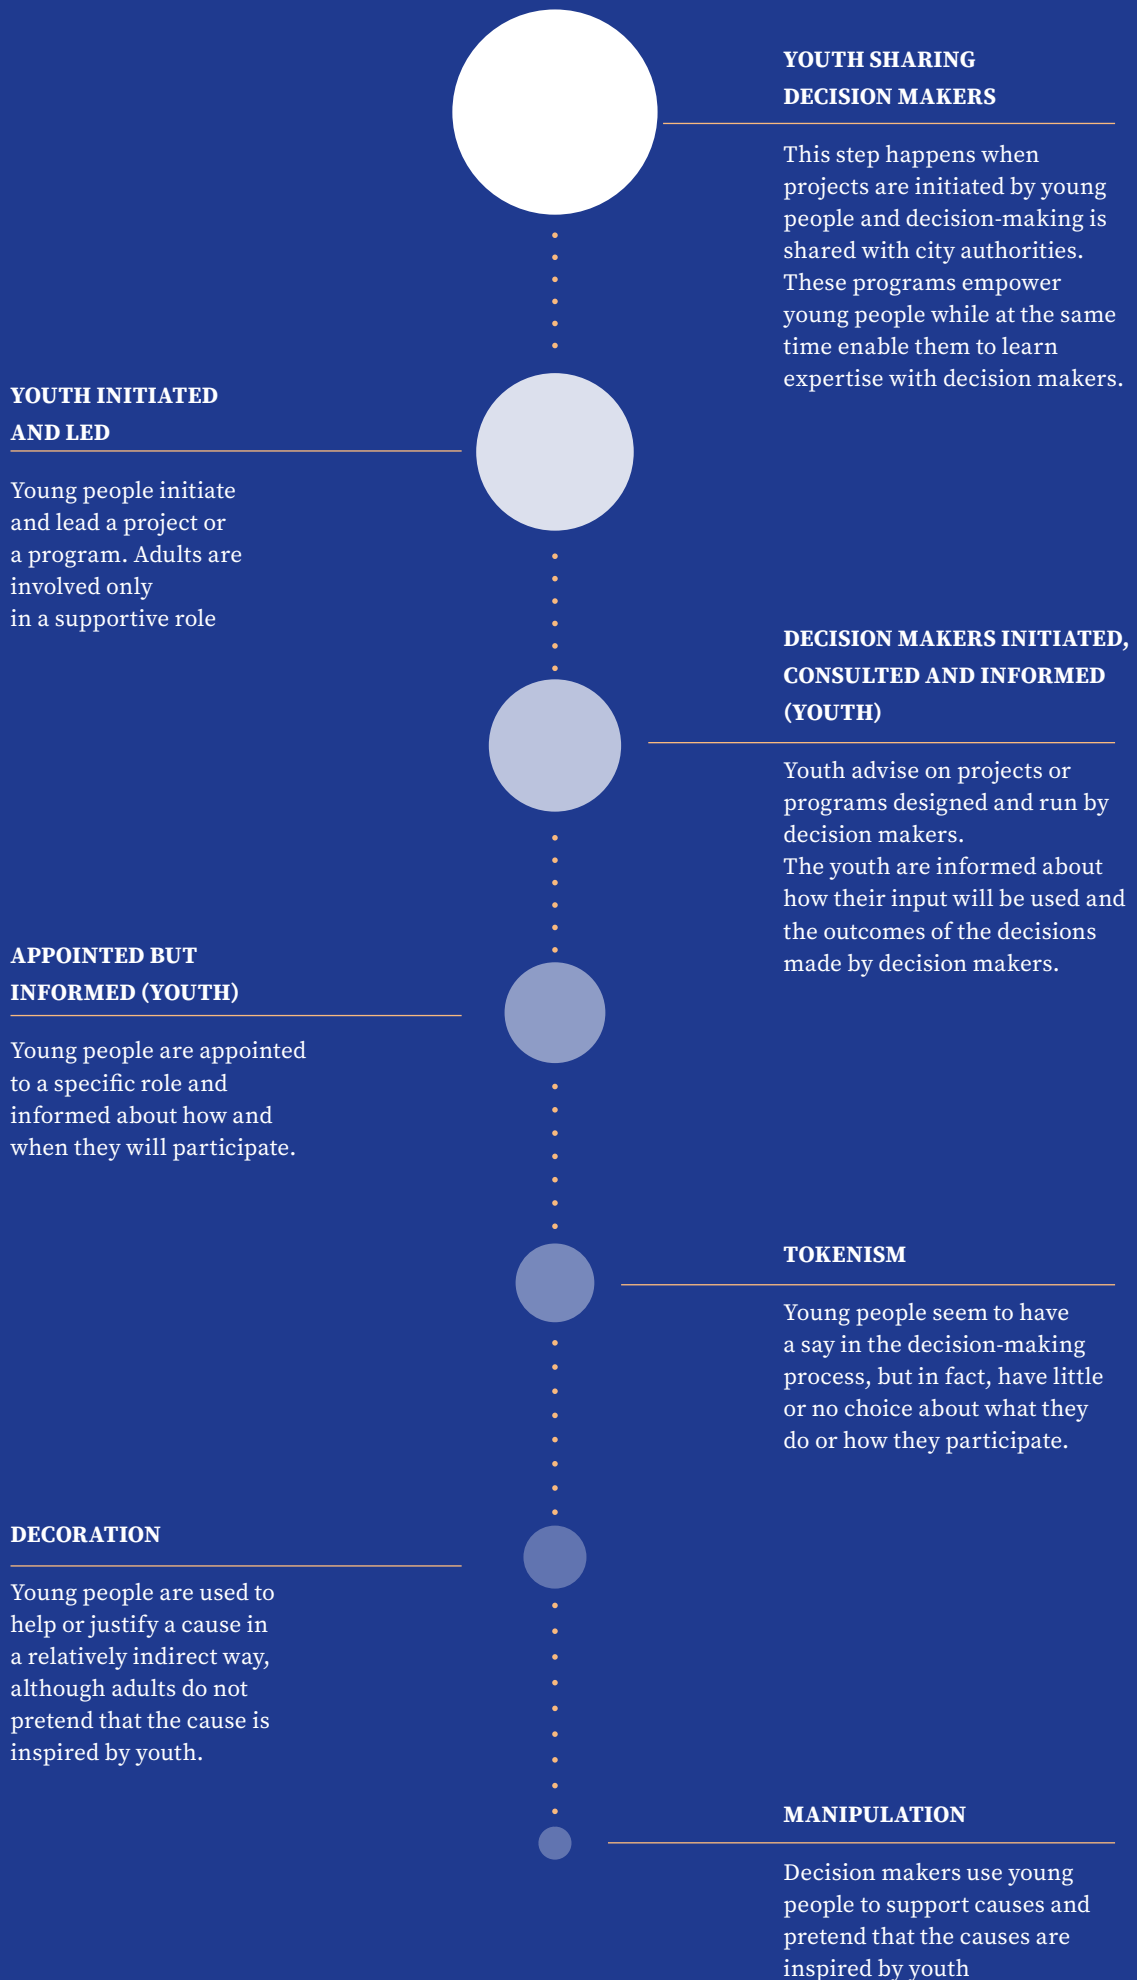 YOUTH SHARING
DECISION MAKERS
This step happens when
projects are initiated by young
people and decision-making is
shared with city authorities.
These programs empower
young people while at the same
time enable them to learn
expertise with decision makers.
YOUTH INITIATED
AND LED
Young people initiate
and lead a project or
a program. Adults are
involved only
in a supportive role
DECISION MAKERS INITIATED,
CONSULTED AND INFORMED
(YOUTH)
Youth advise on projects or
programs designed and run by
decision makers.
The youth are informed about
how their input will be used and
the outcomes of the decisions
made by decision makers.
APPOINTED BUT
INFORMED (YOUTH)
Young people are appointed
to a specific role and
informed about how and
when they will participate.
TOKENISM
Young people seem to have
a say in the decision-making
process, but in fact, have little
or no choice about what they
do or how they participate.
DECORATION
Young people are used to
help or justify a cause in
a relatively indirect way,
although adults do not
pretend that the cause is
inspired by youth.
MANIPULATION
Decision makers use young
people to support causes and
pretend that the causes are
inspired by youth